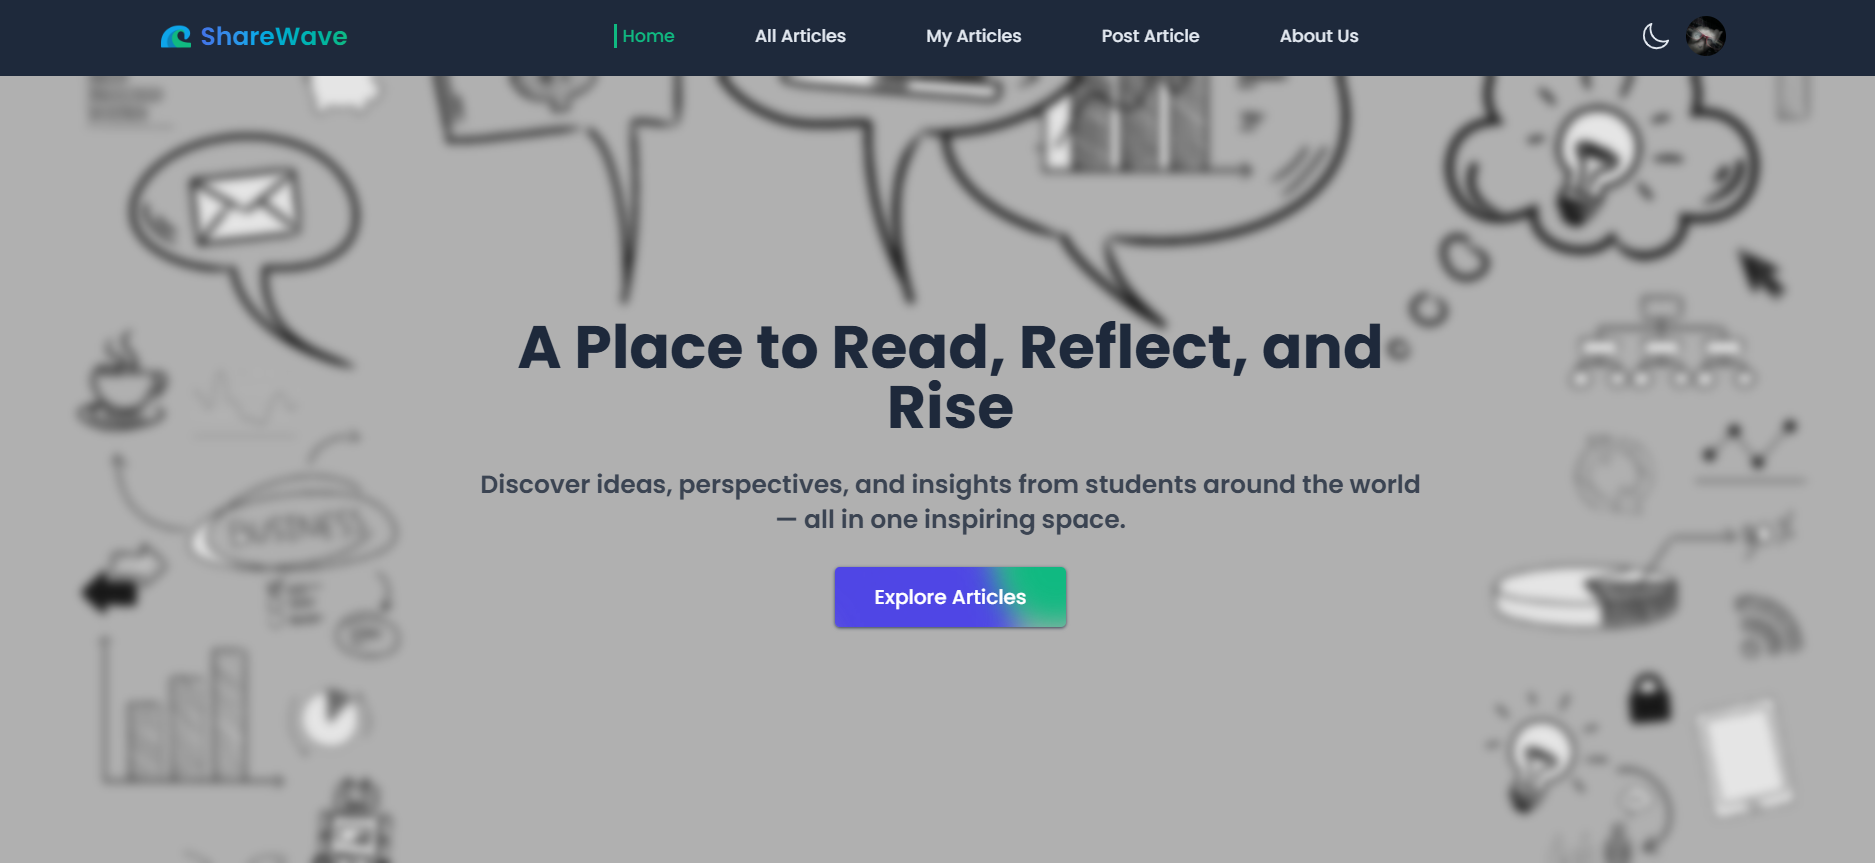 ShareWave
Home
All Articles
My Articles
Post Article
About Us
A Place to Read, Reflect, and
Rise
Discover ideas, perspectives, and insights from students around the world
— all in one inspiring space.
Explore Articles